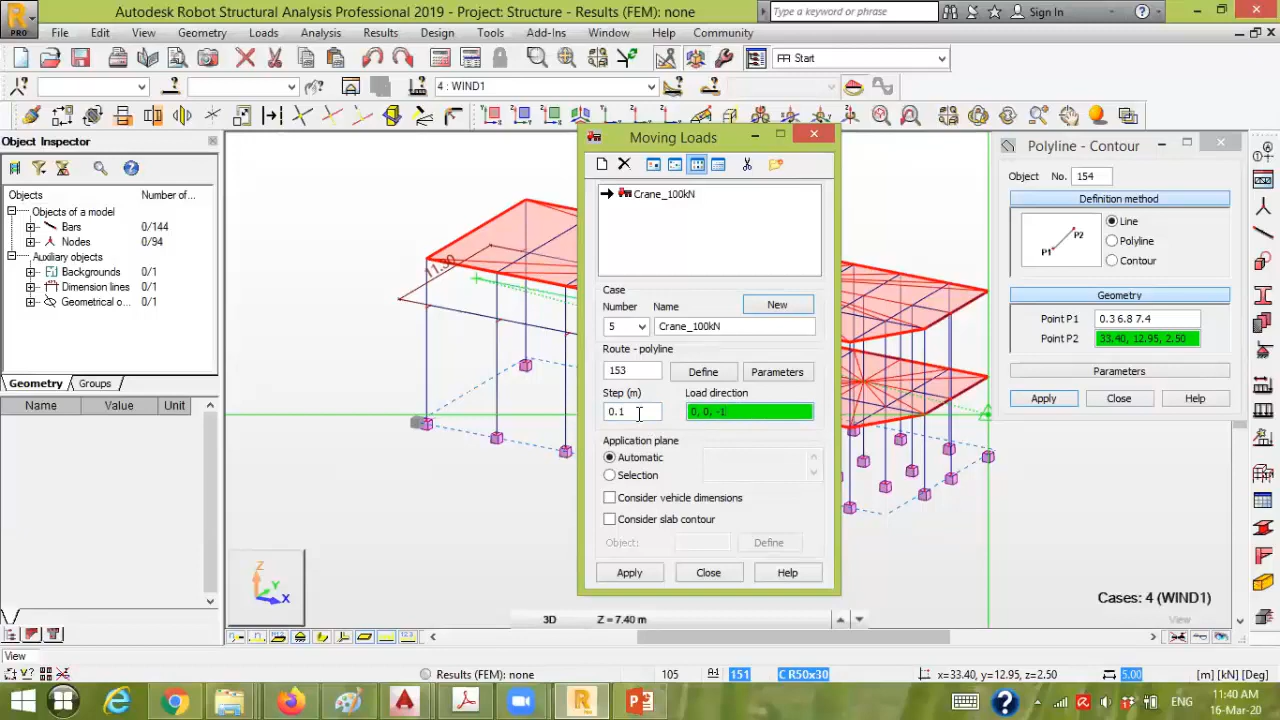 PRO
Autodesk Robot Structural Analysis Professional 2019 - Project: Structure - Results (FEM): none
Type a keyword or phrase
Sign In
File Edit View Geometry Loads Analysis Results Design Tools Add-Ins Window Help Community
Start
4 : WIND1
Object Inspector
Objects Number of...
Objects of a model
Bars 0/144
Nodes 0/94
Auxiliary objects
Backgrounds 0/1
Dimension lines 0/1
Geometrical o... 0/1
Geometry Groups
Name Value Unit
Z
Y
X
Moving Loads
Crane_100kN
Case
Number Name New
5 Crane_100kN
Route - polyline
153 Define Parameters
Step (m) Load direction
0.1 0, 0, -1
Application plane
Automatic
Selection
Consider vehicle dimensions
Consider slab contour
Object: Define
Apply Close Help
Polyline - Contour
Object No. 154
Definition method
P1 P2
Line
Polyline
Contour
Geometry
Point P1 0.3 6.8 7.4
Point P2 33.40, 12.95, 2.50
Parameters
Apply Close Help
Cases: 4 (WIND1)
View
3D Z = 7.40 m
View
Results (FEM): none 105 151 C R50x30 x=33.40, y=12.95, z=2.50 5.00 [m] [kN] [Deg]
ENG
11:40 AM
16-Mar-20